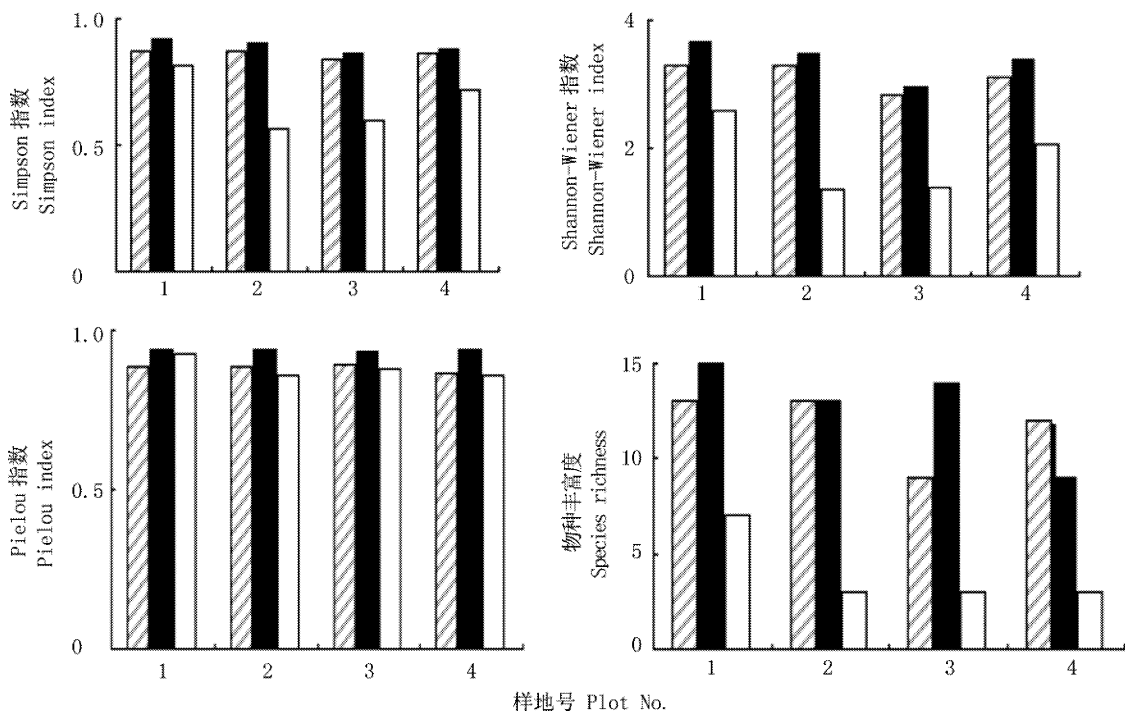 Simpson 指数
Simpson index
1.0
0.5
0
1 2 3 4
Shannon-Wiener 指数
Shannon-Wiener index
4
2
0
1 2 3 4
Pielou 指数
Pielou index
1.0
0.5
0
1 2 3 4
物种丰富度
Species richness
15
10
5
0
1 2 3 4
样地号 Plot No.